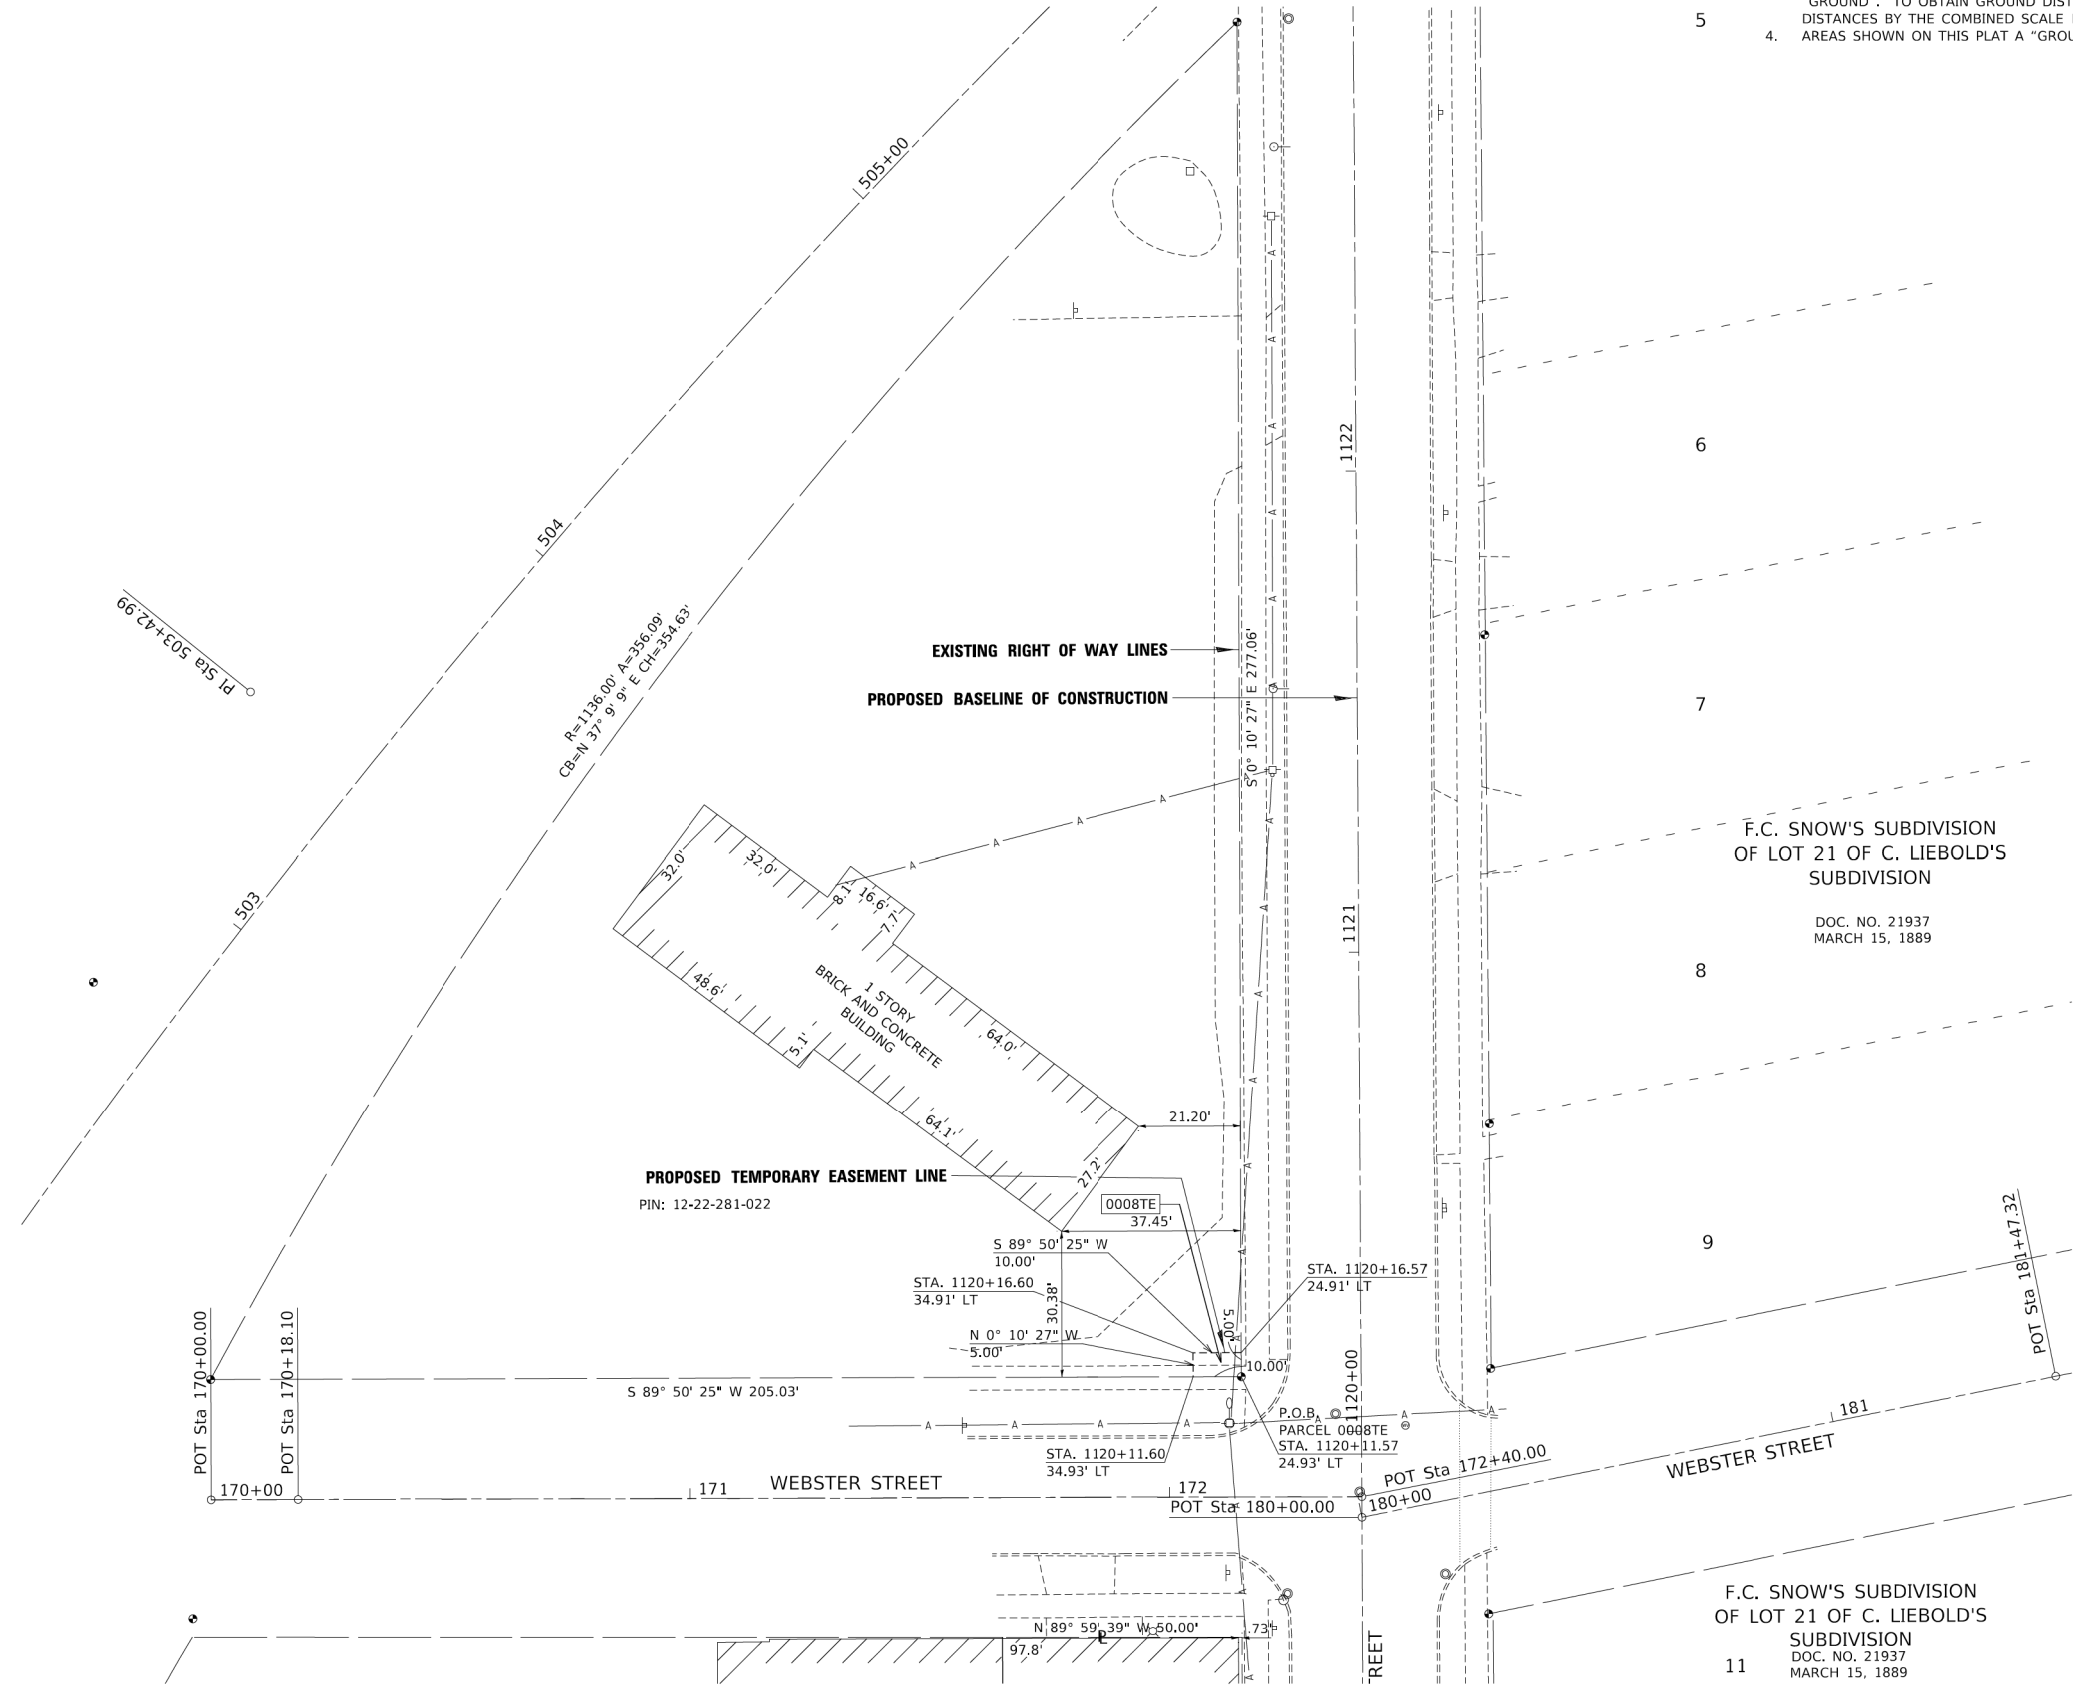 GROUND". TO OBTAIN GROUND DIST
5
DISTANCES BY THE COMBINED SCALE
4. AREAS SHOWN ON THIS PLAT A "GROU
505+00
1122
6
504
PI Sta 503+42.99
R=1136.00' A=356.09'
CB=N 37° 9' 9" E CH=354.63'
EXISTING RIGHT OF WAY LINES
PROPOSED BASELINE OF CONSTRUCTION
S 0° 10' 27" E 277.06'
7
F.C. SNOW'S SUBDIVISION
OF LOT 21 OF C. LIEBOLD'S
SUBDIVISION
DOC. NO. 21937
MARCH 15, 1889
32.0'
32.0'
8.1'
16.6'
7.7'
503
1121
8
48.6'
5.1'
1 STORY
BRICK AND CONCRETE
BUILDING
64.0'
64.1'
27.2'
21.20'
PROPOSED TEMPORARY EASEMENT LINE
PIN: 12-22-281-022
0008TE
37.45'
9
S 89° 50' 25" W
10.00'
STA. 1120+16.60
34.91' LT
30.38'
STA. 1120+16.57
24.91' LT
N 0° 10' 27" W
5.00'
5.00'
10.00'
POT Sta 170+00.00
POT Sta 170+18.10
S 89° 50' 25" W 205.03'
1120+00
POT Sta 181+47.32
P.O.B.
PARCEL 0008TE
STA. 1120+11.57
24.93' LT
STA. 1120+11.60
34.93' LT
181
170+00
171
WEBSTER STREET
172
POT Sta 172+40.00
WEBSTER STREET
POT Sta 180+00.00
180+00
N 89° 59' 39" W 50.00'
.73'
97.8'
REET
F.C. SNOW'S SUBDIVISION
OF LOT 21 OF C. LIEBOLD'S
SUBDIVISION
DOC. NO. 21937
11
MARCH 15, 1889